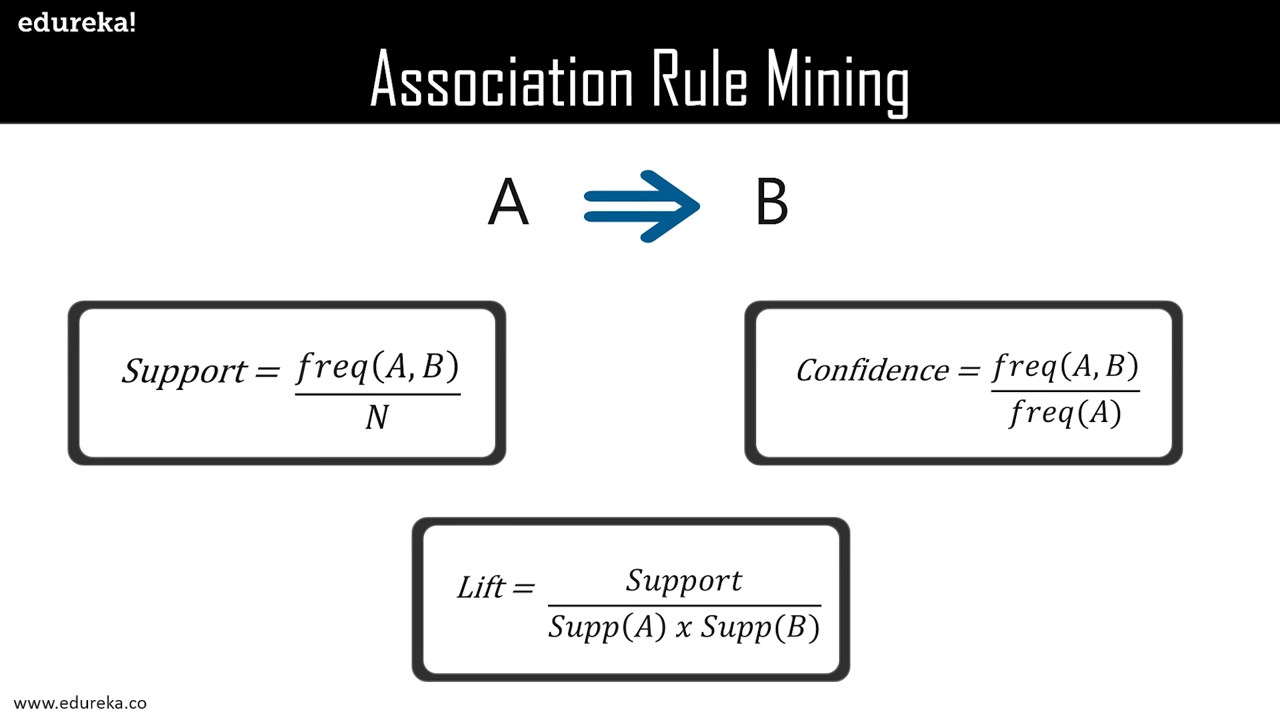 edureka!
Association Rule Mining
A ⇒ B
Support = freq(A, B) / N
Confidence = freq(A, B) / freq(A)
Lift = Support / Supp(A) x Supp(B)
www.edureka.co